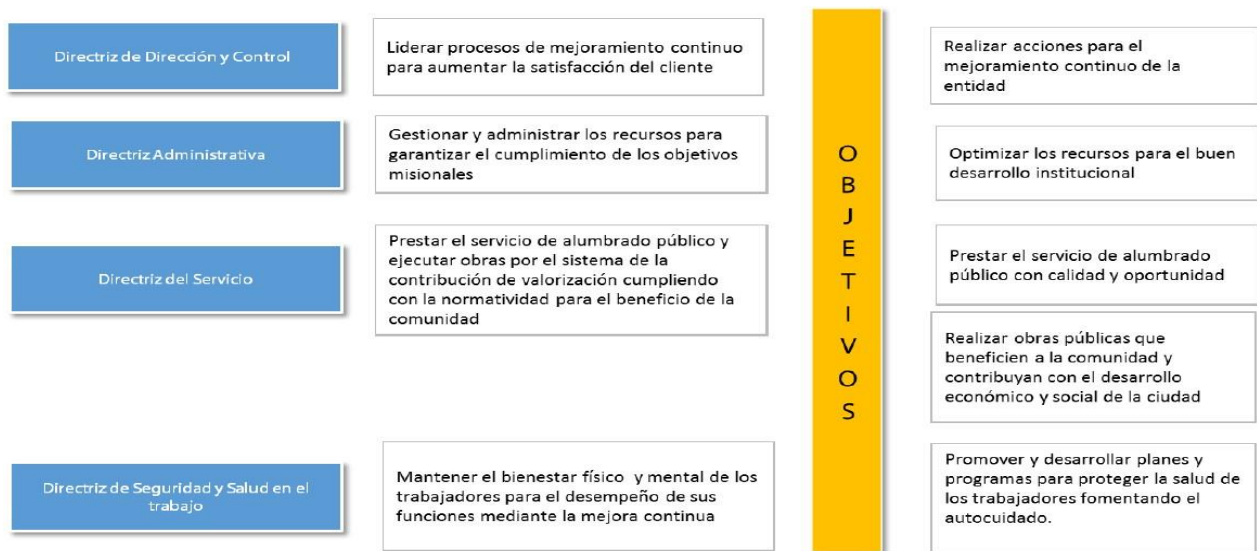 Directriz de Dirección y Control
Liderar procesos de mejoramiento continuo
para aumentar la satisfacción del cliente
Realizar acciones para el
mejoramiento continuo de la
entidad
Directriz Administrativa
Gestionar y administrar los recursos para
garantizar el cumplimiento de los objetivos
misionales
Optimizar los recursos para el buen
desarrollo institucional
Directriz del Servicio
Prestar el servicio de alumbrado público y
ejecutar obras por el sistema de la
contribución de valorización cumpliendo
con la normatividad para el beneficio de la
comunidad
O
B
J
E
T
I
V
O
S
Prestar el servicio de alumbrado
público con calidad y oportunidad
Realizar obras públicas que
beneficien a la comunidad y
contribuyan con el desarrollo
económico y social de la ciudad
Directriz de Seguridad y Salud en el
trabajo
Mantener el bienestar físico y mental de los
trabajadores para el desempeño de sus
funciones mediante la mejora continua
Promover y desarrollar planes y
programas para proteger la salud de
los trabajadores fomentando el
autocuidado.